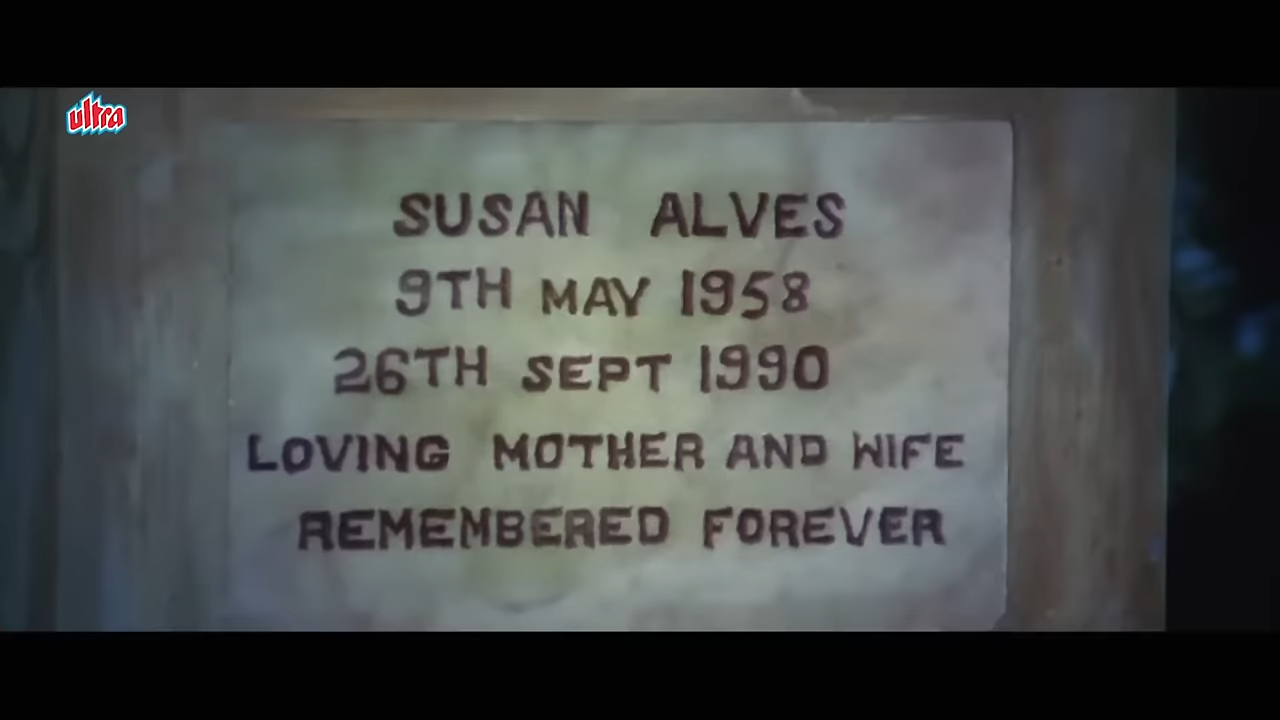 ultra
SUSAN ALVES
9TH MAY 1958
26TH SEPT 1990
LOVING MOTHER AND WIFE
REMEMBERED FOREVER